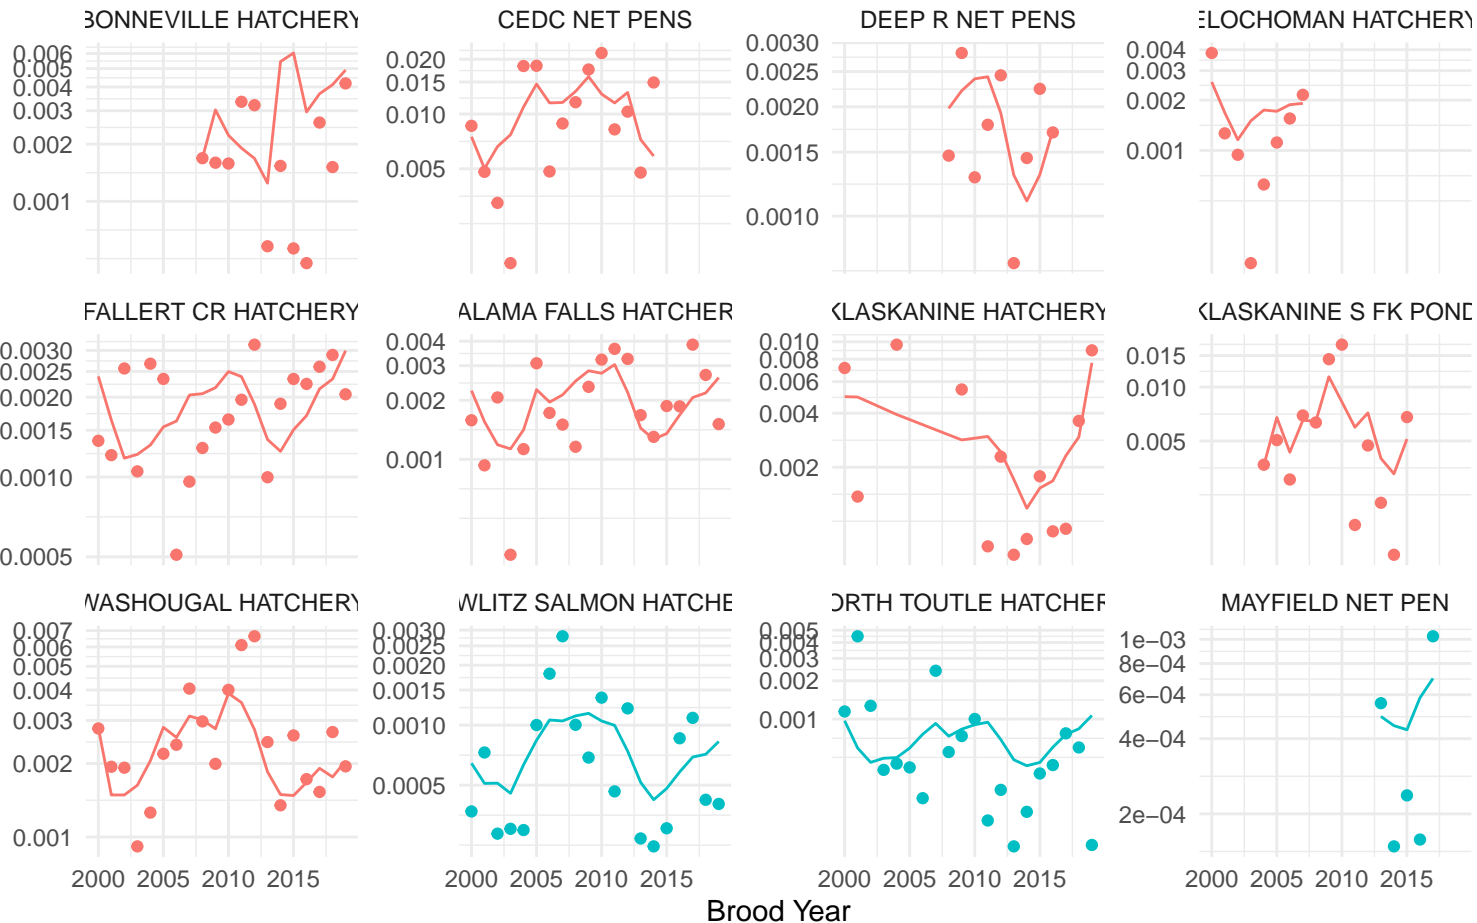 BONNEVILLE HATCHERY CEDC NET PENS DEEP R NET PENS ELOCHOMAN HATCHERY
0.006 0.005 0.004 0.003 0.002 0.001
0.020 0.015 0.010 0.005
0.0030 0.0025 0.0020 0.0015 0.0010
0.004 0.003 0.002 0.001
FALLERT CR HATCHERY ALAMA FALLS HATCHER KLASKANINE HATCHERY KLASKANINE S FK POND
0.0030 0.0025 0.0020 0.0015 0.0010 0.0005
0.004 0.003 0.002 0.001
0.010 0.008 0.006 0.004 0.002
0.015 0.010 0.005
WASHOUGAL HATCHERY WLITZ SALMON HATCHE ORTH TOUTLE HATCHER MAYFIELD NET PEN
0.007 0.006 0.005 0.004 0.003 0.002 0.001
0.0030 0.0025 0.0020 0.0015 0.0010 0.0005
0.005 0.004 0.003 0.002 0.001
1e−03 8e−04 6e−04 4e−04 2e−04
2000 2005 2010 2015 2000 2005 2010 2015 2000 2005 2010 2015 2000 2005 2010 2015
Brood Year